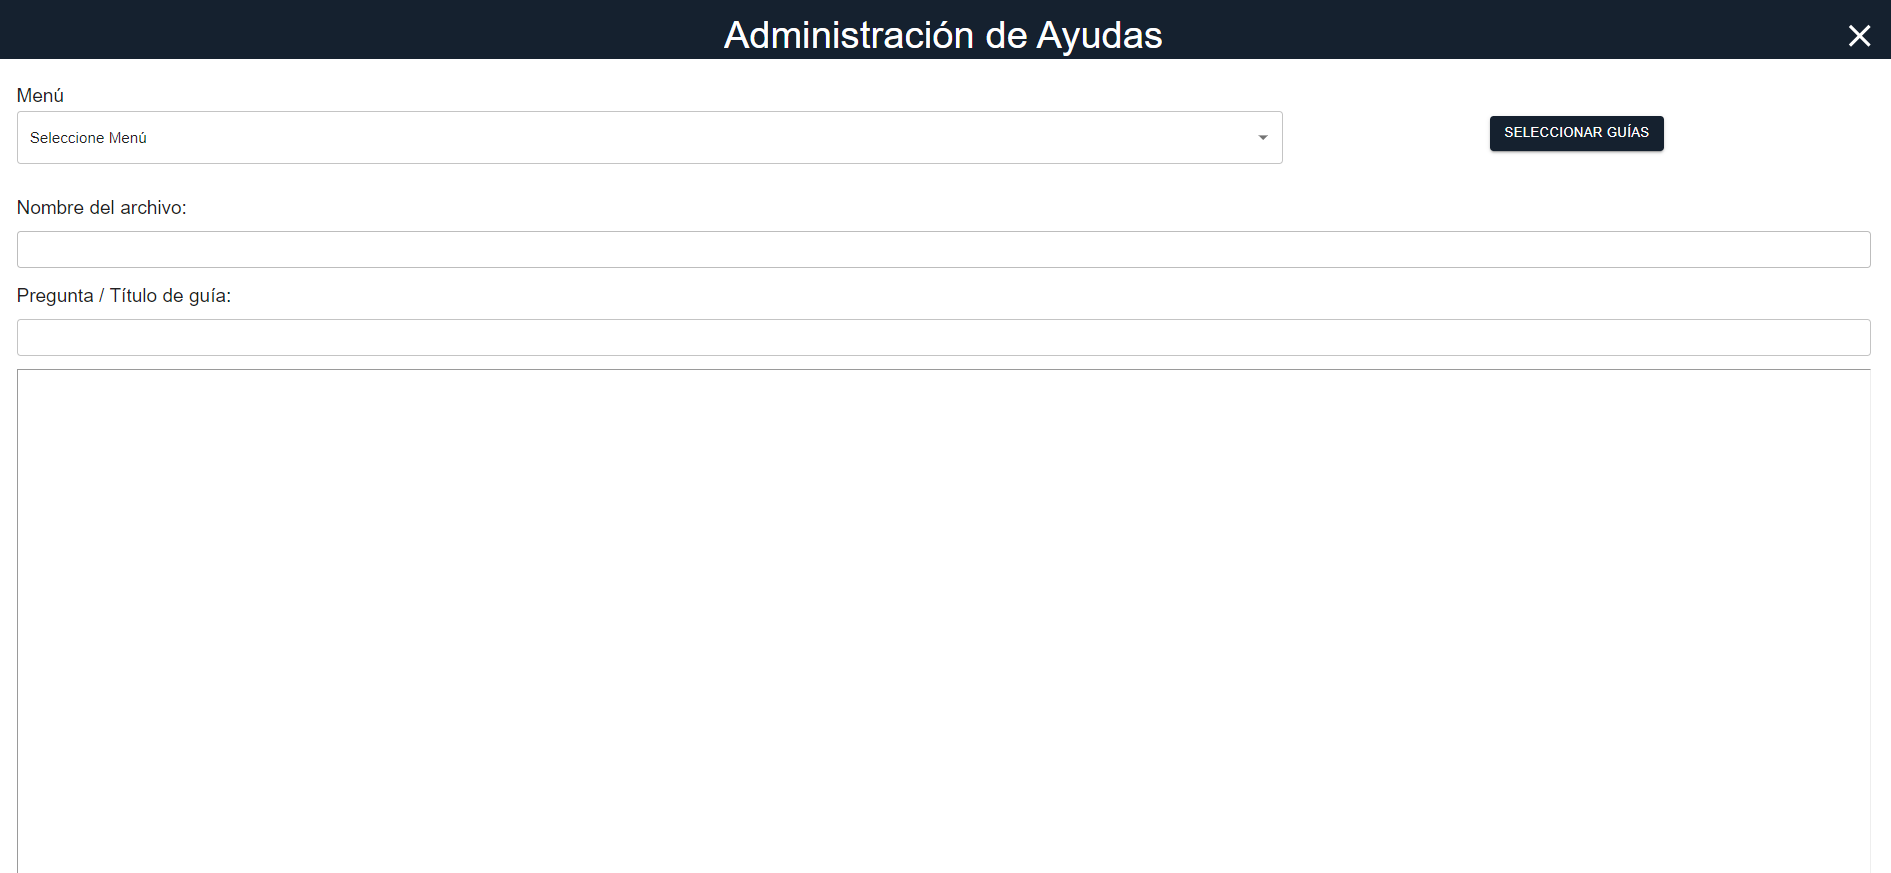 Administración de Ayudas
Menú
Seleccione Menú
SELECCIONAR GUÍAS
Nombre del archivo:
Pregunta / Título de guía: